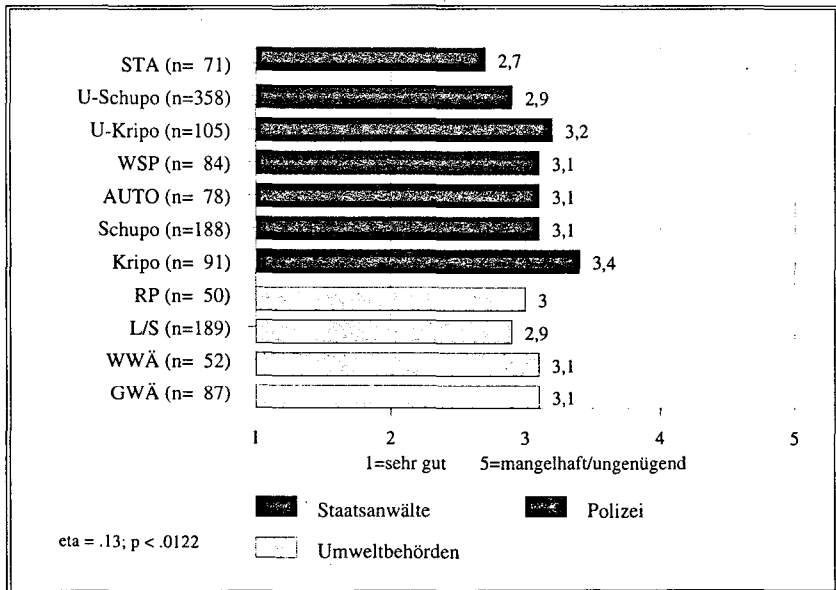 STA (n= 71) 2,7
U-Schupo (n=358) 2,9
U-Kripo (n=105) 3,2
WSP (n= 84) 3,1
AUTO (n= 78) 3,1
Schupo (n=188) 3,1
Kripo (n= 91) 3,4
RP (n= 50) 3
L/S (n=189) 2,9
WWÄ (n= 52) 3,1
GWÄ (n= 87) 3,1
1 2 3 4 5
1=sehr gut 5=mangelhaft/ungenügend
Staatsanwälte Polizei
eta = .13; p < .0122
Umweltbehörden